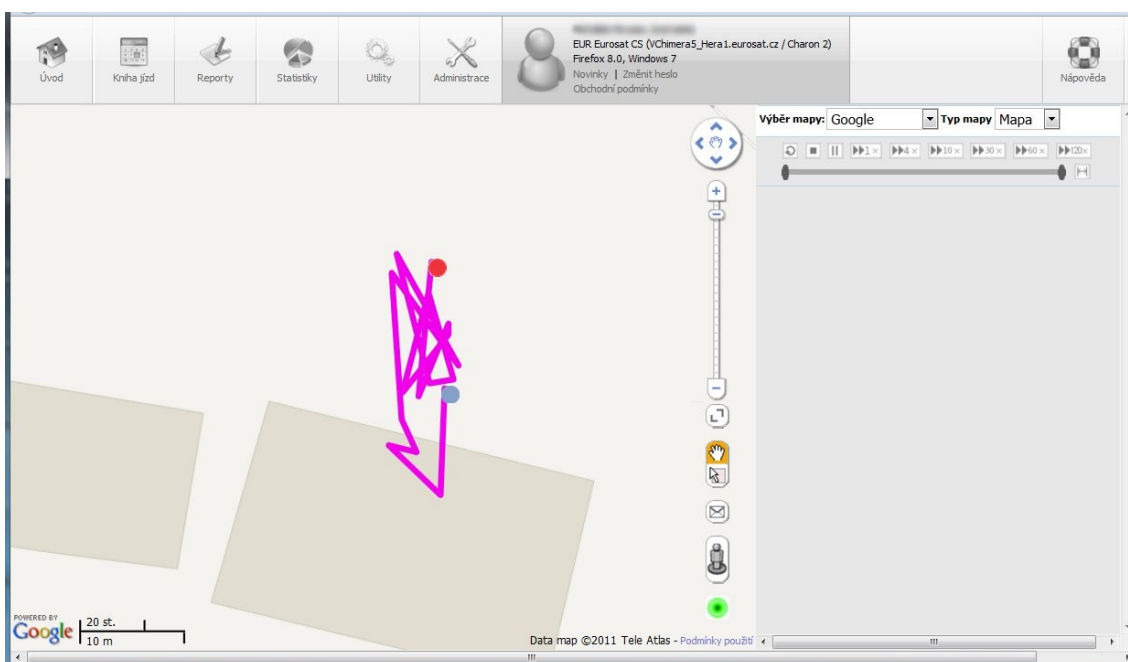 EUR Eurosat CS (VChimera5_Hera1.eurosat.cz / Charon 2)
Firefox 8.0, Windows 7
Novinky | Změnit heslo
Obchodní podmínky
Úvod
Kniha jízd
Reporty
Statistiky
Utility
Administrace
Nápověda
Výběr mapy: Google Typ mapy Mapa
1× 4× 10× 30× 60× 120×
POWERED BY
Google
20 st.
10 m
Data map ©2011 Tele Atlas - Podmínky použití